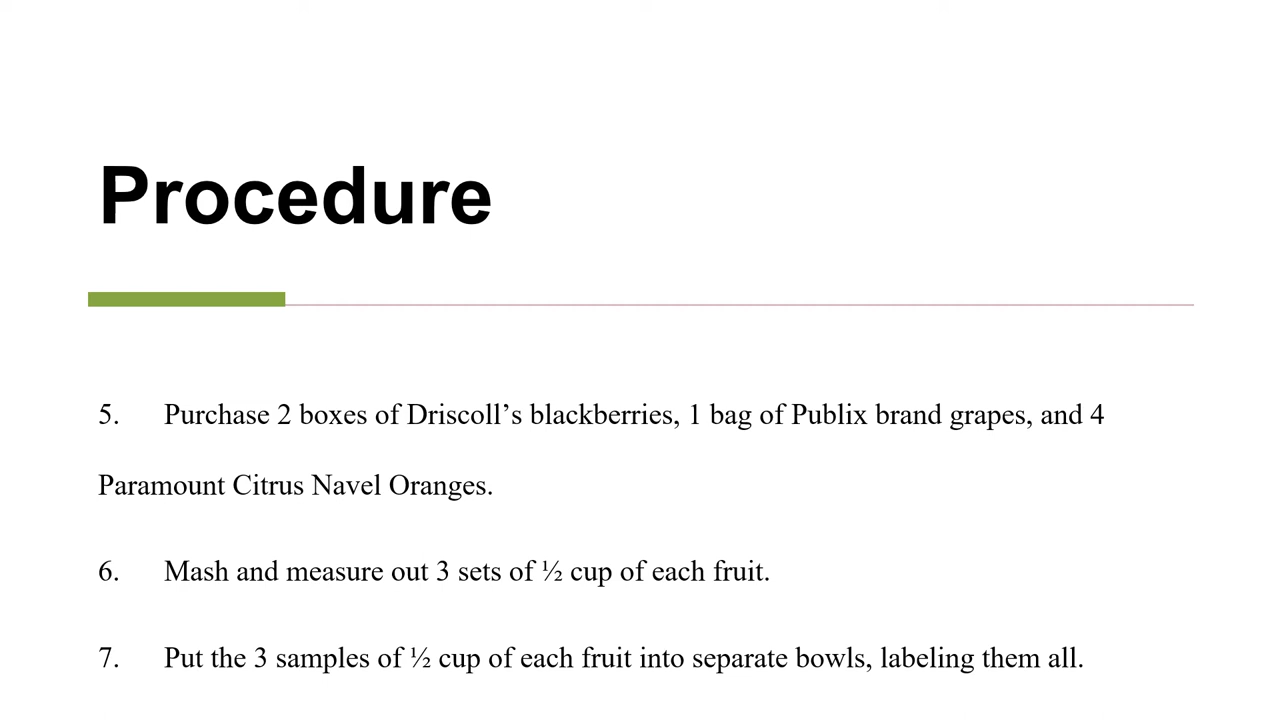 Procedure
5. Purchase 2 boxes of Driscoll’s blackberries, 1 bag of Publix brand grapes, and 4
Paramount Citrus Navel Oranges.
6. Mash and measure out 3 sets of ½ cup of each fruit.
7. Put the 3 samples of ½ cup of each fruit into separate bowls, labeling them all.